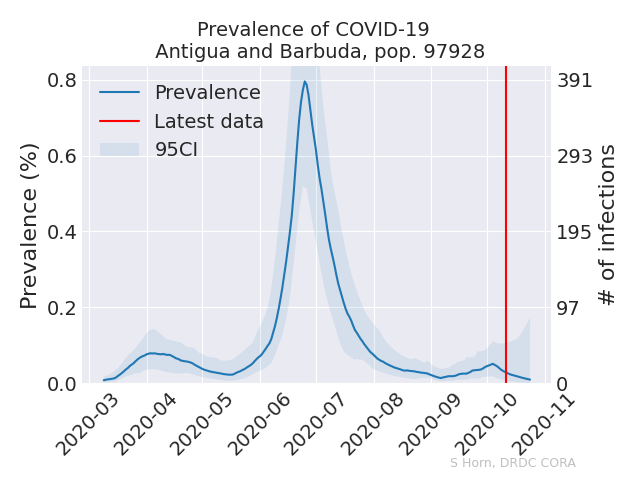 Prevalence of COVID-19
Antigua and Barbuda, pop. 97928
Prevalence
Latest data
95CI
Prevalence (%)
0.8
0.6
0.4
0.2
0.0
391
293
195
97
0
# of infections
2020-03
2020-04
2020-05
2020-06
2020-07
2020-08
2020-09
2020-10
2020-11
S Horn, DRDC CORA